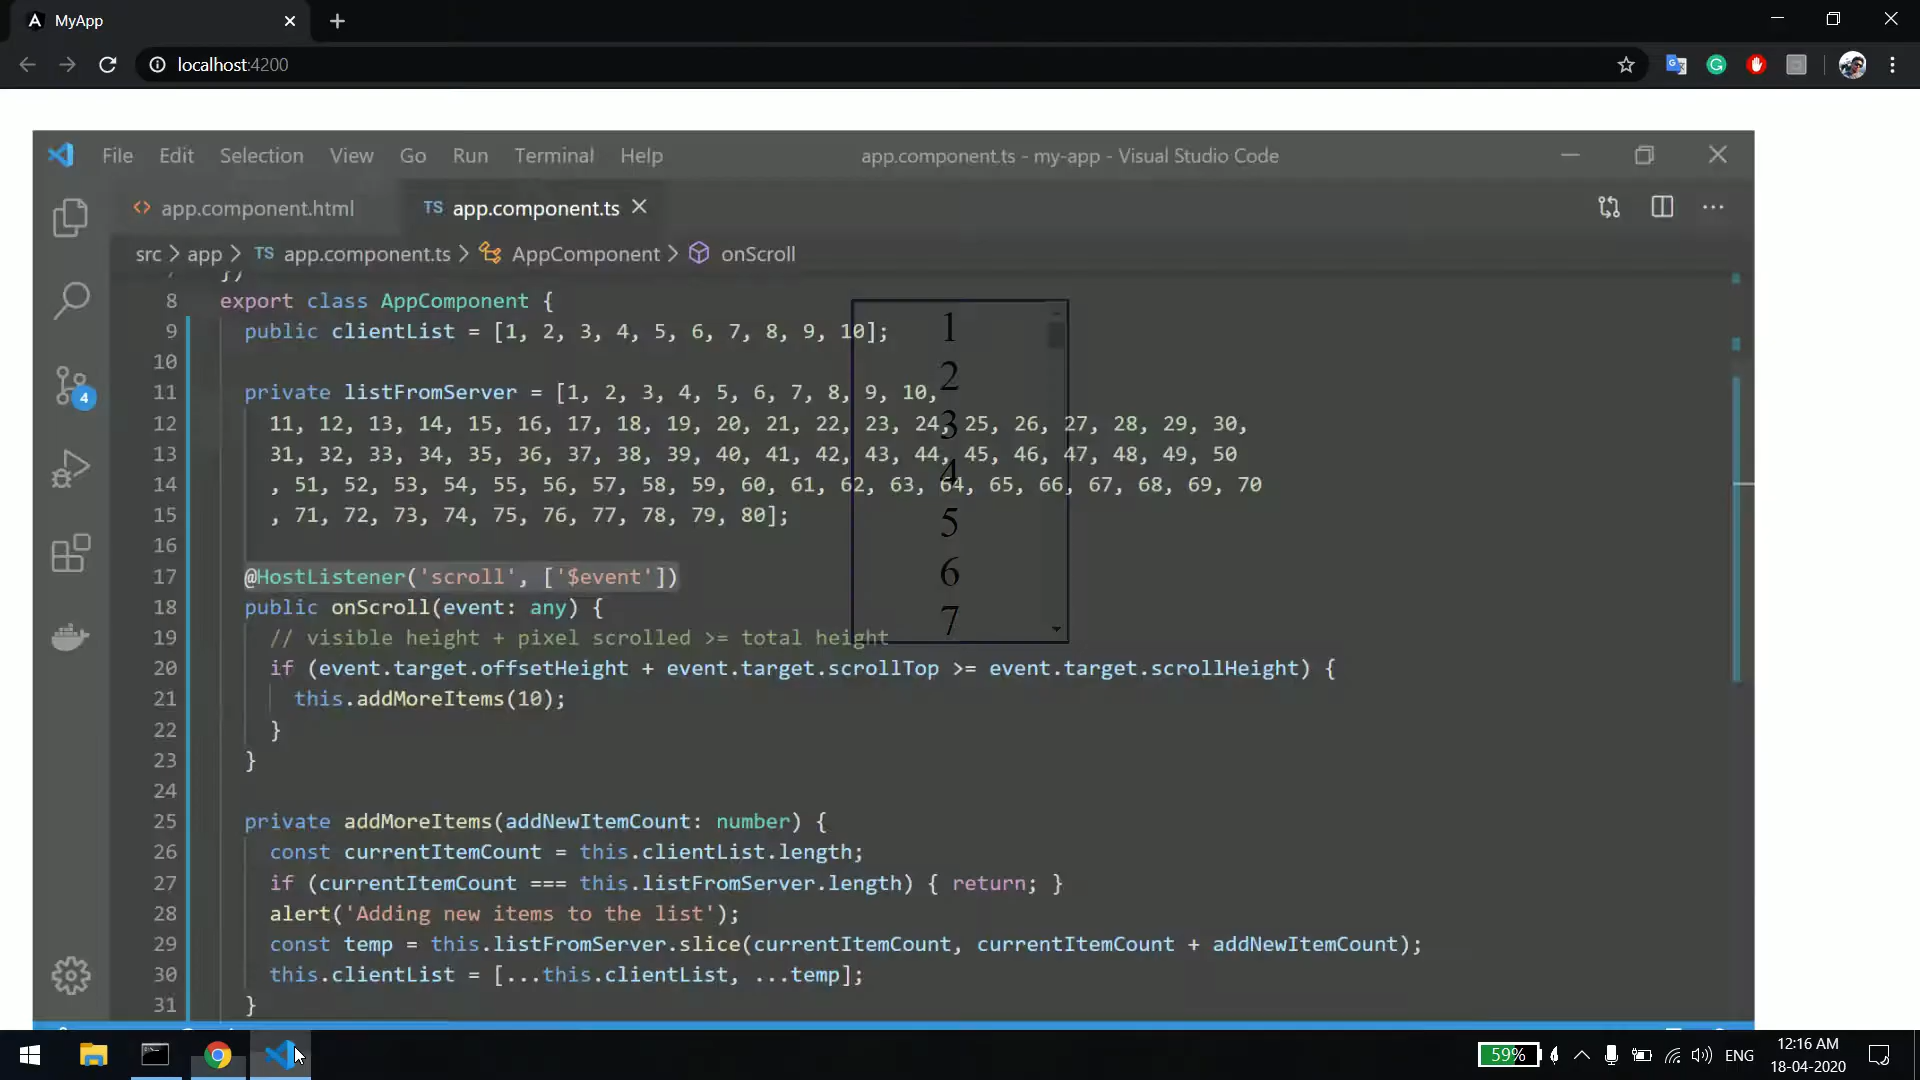 MyApp
localhost:4200
File Edit Selection View Go Run Terminal Help app.component.ts - my-app - Visual Studio Code
app.component.html TS app.component.ts
src > app > TS app.component.ts > AppComponent > onScroll
})
8 export class AppComponent {
9 public clientList = [1, 2, 3, 4, 5, 6, 7, 8, 9, 10];
10
11 private listFromServer = [1, 2, 3, 4, 5, 6, 7, 8, 9, 10,
12 11, 12, 13, 14, 15, 16, 17, 18, 19, 20, 21, 22, 23, 24, 25, 26, 27, 28, 29, 30,
13 31, 32, 33, 34, 35, 36, 37, 38, 39, 40, 41, 42, 43, 44, 45, 46, 47, 48, 49, 50
14 , 51, 52, 53, 54, 55, 56, 57, 58, 59, 60, 61, 62, 63, 64, 65, 66, 67, 68, 69, 70
15 , 71, 72, 73, 74, 75, 76, 77, 78, 79, 80];
16
17 @HostListener('scroll', ['$event'])
18 public onScroll(event: any) {
19 // visible height + pixel scrolled >= total height
20 if (event.target.offsetHeight + event.target.scrollTop >= event.target.scrollHeight) {
21 this.addMoreItems(10);
22 }
23 }
24
25 private addMoreItems(addNewItemCount: number) {
26 const currentItemCount = this.clientList.length;
27 if (currentItemCount === this.listFromServer.length) { return; }
28 alert('Adding new items to the list');
29 const temp = this.listFromServer.slice(currentItemCount, currentItemCount + addNewItemCount);
30 this.clientList = [...this.clientList, ...temp];
31 }
1
2
3
4
5
6
7
4
59% ENG 12:16 AM
18-04-2020